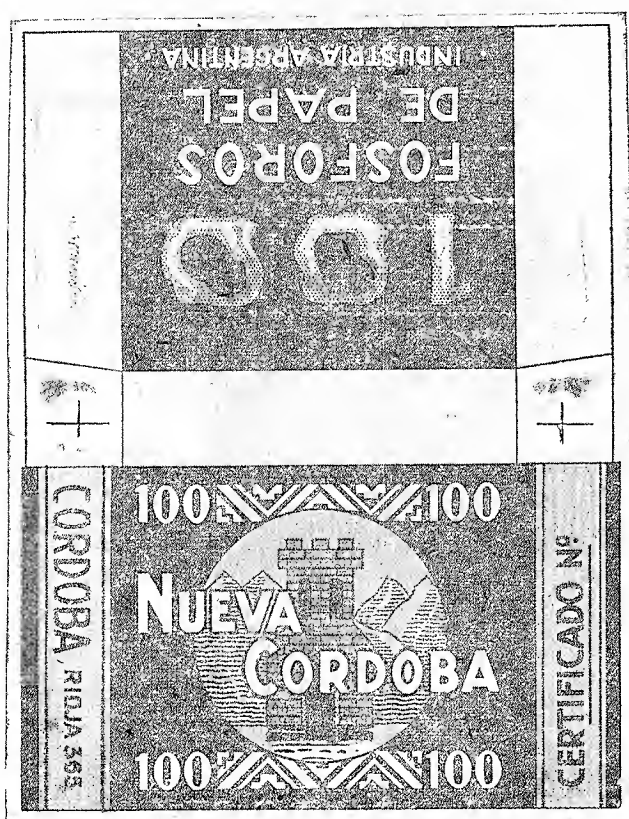 100
FOSFOROS
DE PAPEL
· INDUSTRIA ARGENTINA ·
100 100
NUEVA
CORDOBA
100 100
CORDOBA, RIOJA 365
CERTIFICADO Nº